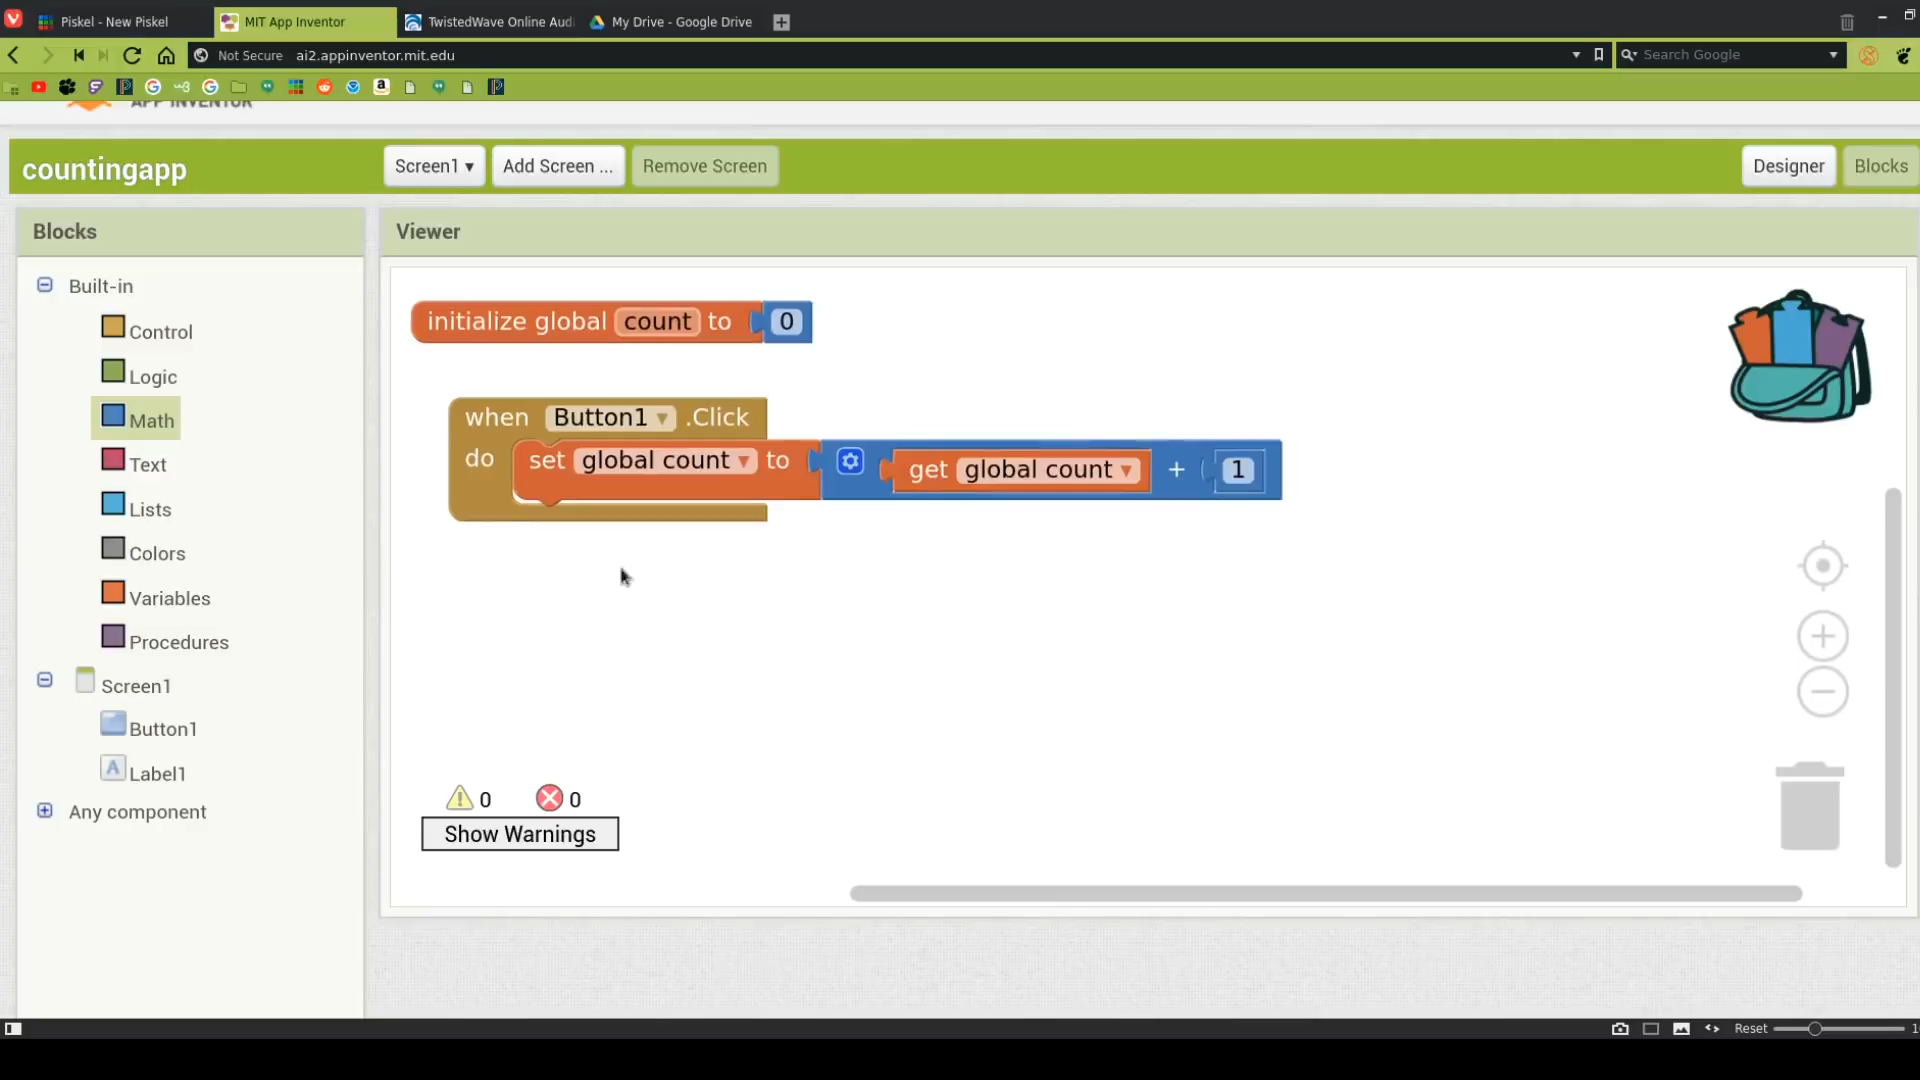 Piskel - New Piskel
MIT App Inventor
TwistedWave Online Aud
My Drive - Google Drive
Not Secure ai2.appinventor.mit.edu
Search Google
APP INVENTOR
countingapp
Screen1 ▾
Add Screen ...
Remove Screen
Designer
Blocks
Blocks
Viewer
Built-in
Control
Logic
Math
Text
Lists
Colors
Variables
Procedures
Screen1
Button1
Label1
Any component
initialize global count to 0
when Button1 .Click
do set global count to get global count + 1
0 0
Show Warnings
Reset